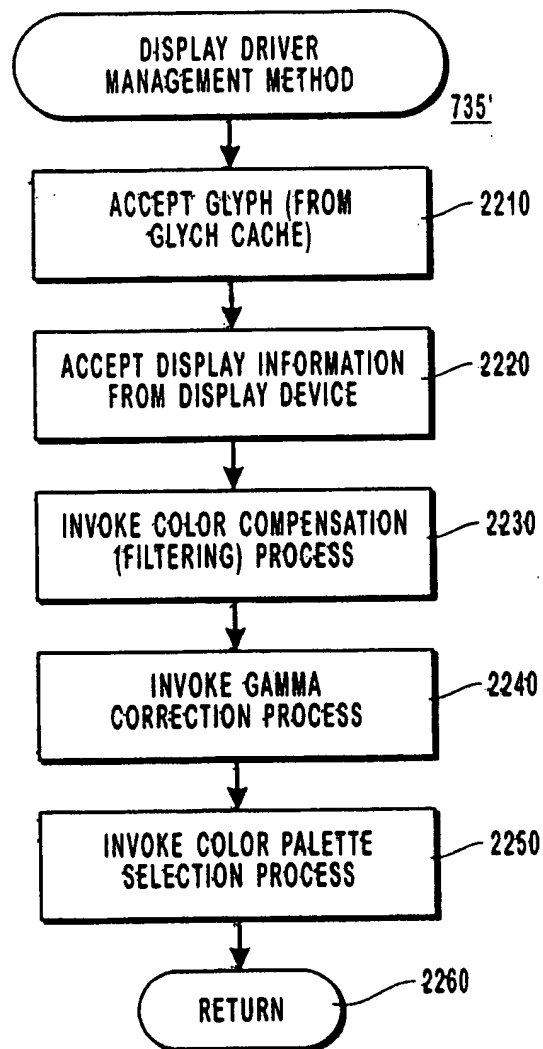 DISPLAY DRIVER
MANAGEMENT METHOD
735'
ACCEPT GLYPH (FROM
GLYCH CACHE)
2210
ACCEPT DISPLAY INFORMATION
FROM DISPLAY DEVICE
2220
INVOKE COLOR COMPENSATION
(FILTERING) PROCESS
2230
INVOKE GAMMA
CORRECTION PROCESS
2240
INVOKE COLOR PALETTE
SELECTION PROCESS
2250
RETURN
2260